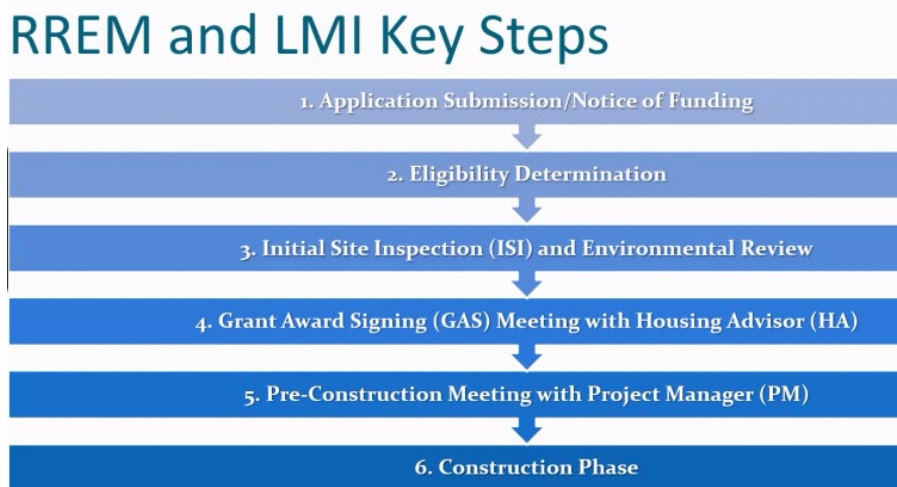 RREM and LMI Key Steps
1. Application Submission/Notice of Funding
2. Eligibility Determination
3. Initial Site Inspection (ISI) and Environmental Review
4. Grant Award Signing (GAS) Meeting with Housing Advisor (HA)
5. Pre-Construction Meeting with Project Manager (PM)
6. Construction Phase